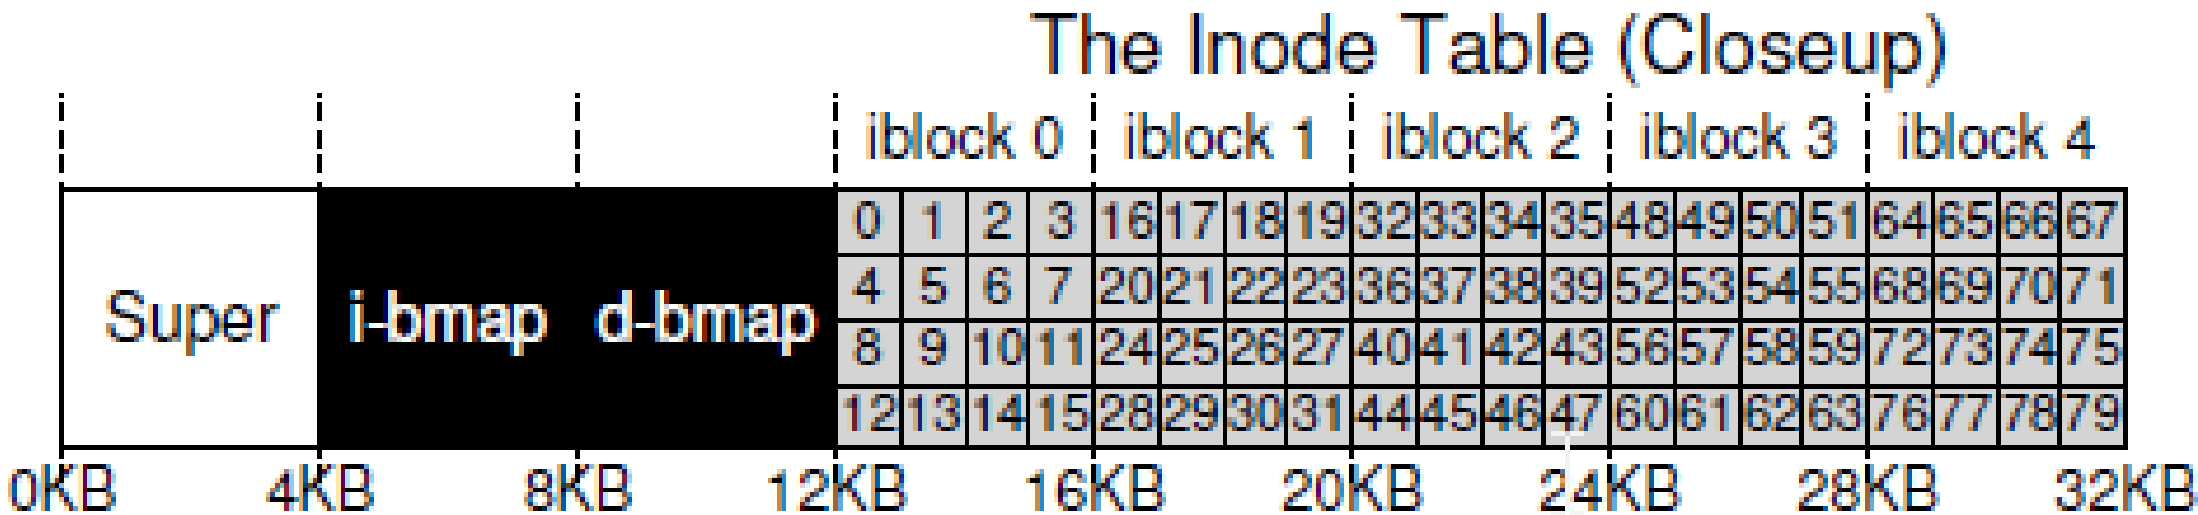 The Inode Table (Closeup)
iblock 0 iblock 1 iblock 2 iblock 3 iblock 4
0 1 2 3 16 17 18 19 32 33 34 35 48 49 50 51 64 65 66 67
4 5 6 7 20 21 22 23 36 37 38 39 52 53 54 55 68 69 70 71
Super i-bmap d-bmap
8 9 10 11 24 25 26 27 40 41 42 43 56 57 58 59 72 73 74 75
12 13 14 15 28 29 30 31 44 45 46 47 60 61 62 63 76 77 78 79
0KB 4KB 8KB 12KB 16KB 20KB 24KB 28KB 32KB